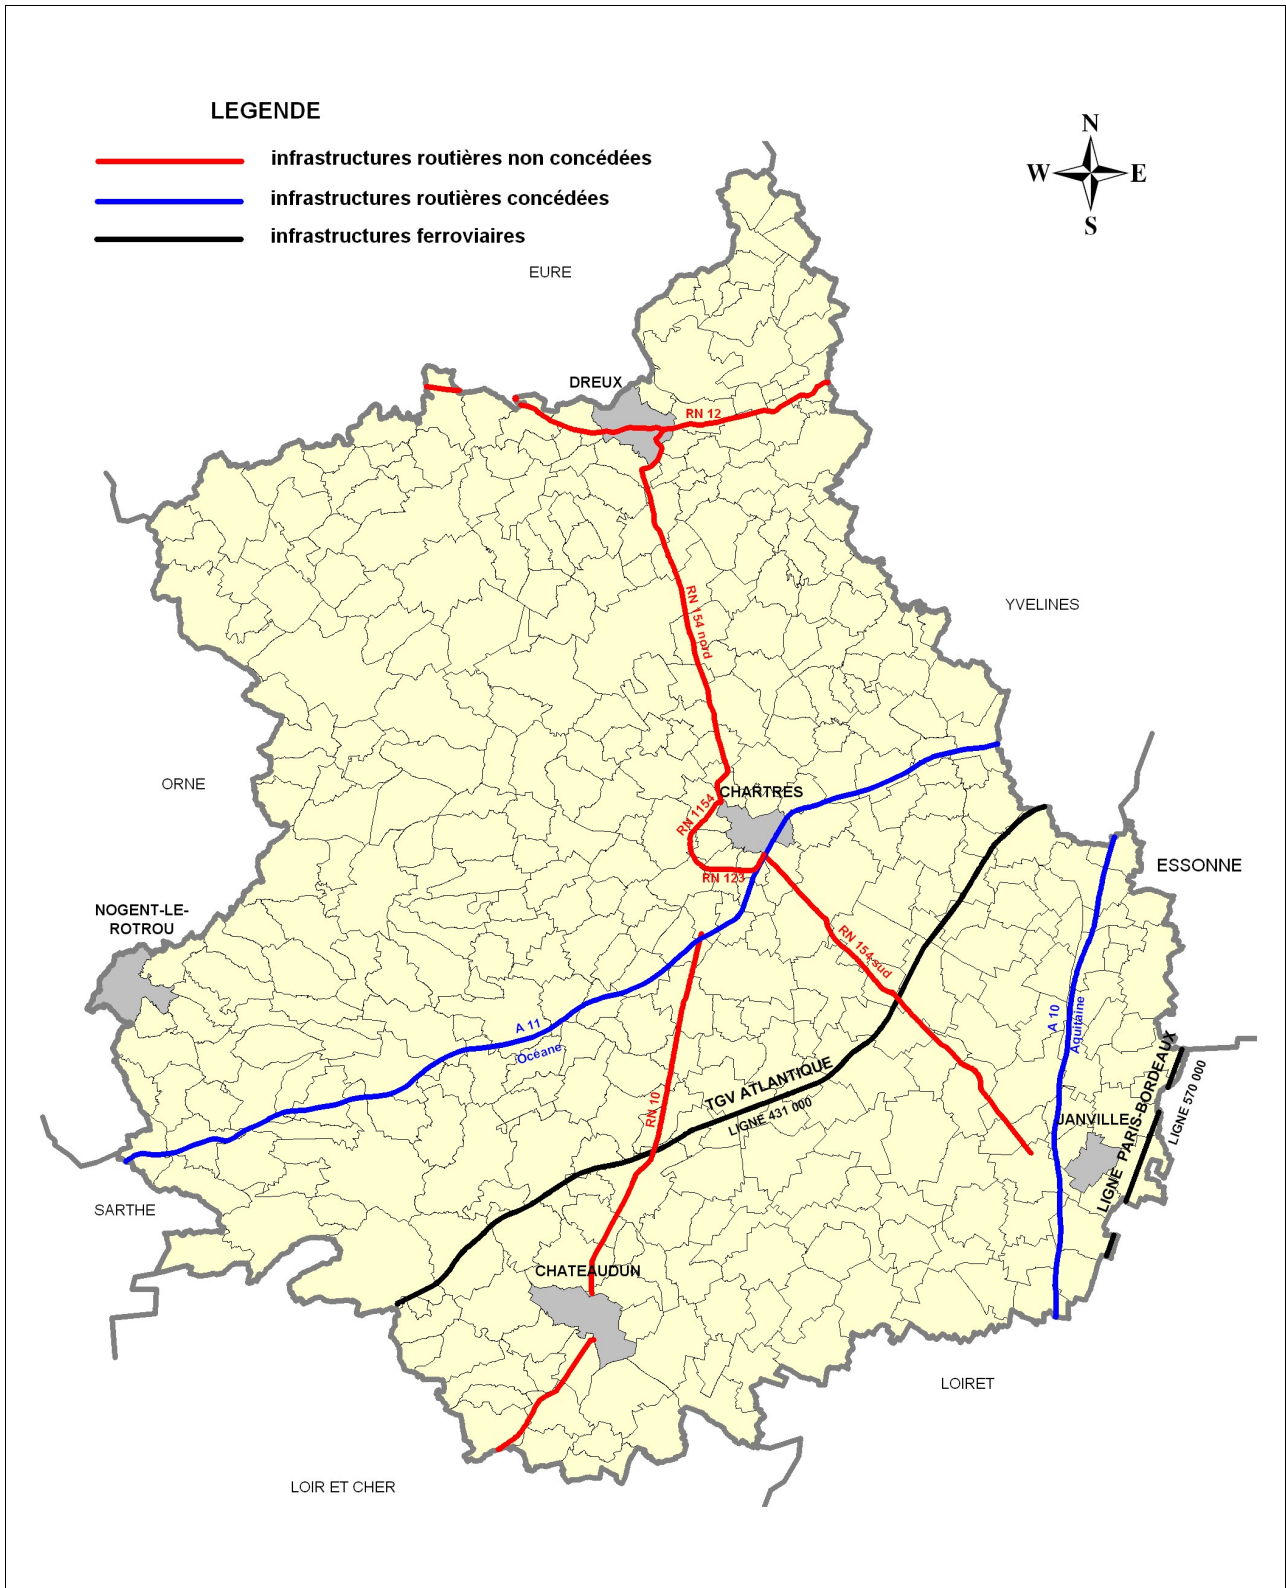 LEGENDE
infrastructures routières non concédées
infrastructures routières concédées
infrastructures ferroviaires
N
W
E
S
EURE
DREUX
RN 12
RN 154 nord
YVELINES
ORNE
CHARTRES
RN 1154
RN 123
ESSONNE
NOGENT-LE-
ROTROU
RN 154 sud
A 11
Océane
A 10
Aquitaine
RN 10
TGV ATLANTIQUE
LIGNE 431 000
JANVILLE
LIGNE PARIS-BORDEAUX
LIGNE 570 000
SARTHE
CHATEAUDUN
LOIRET
LOIR ET CHER